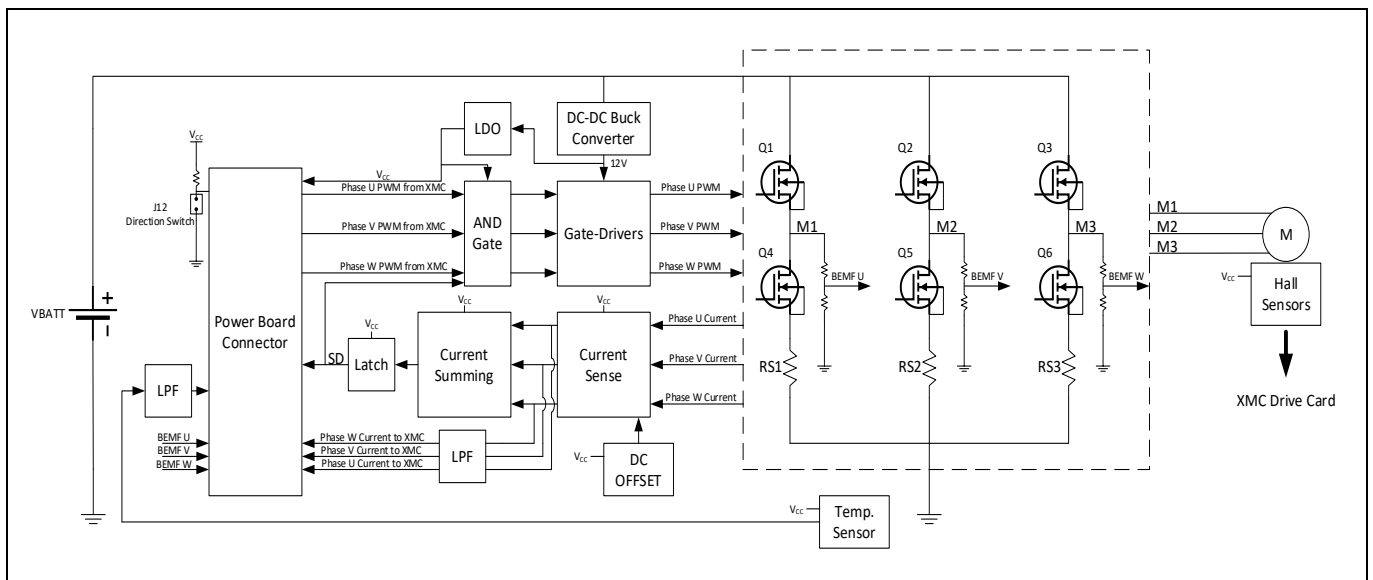 Q1
Q2
Q3
Q4
Q5
Q6
M1
M2
M3
BEMF U
BEMF V
BEMF W
RS1
RS2
RS3
LDO
DC-DC Buck
Converter
12V
VCC
VCC
J12
Direction Switch
Phase U PWM from XMC
Phase V PWM from XMC
Phase W PWM from XMC
AND
Gate
Gate-Drivers
Phase U PWM
Phase V PWM
Phase W PWM
M1
M2
M3
M
VCC
Hall
Sensors
XMC Drive Card
VBATT
+
Power Board
Connector
SD
VCC
Latch
VCC
Current
Summing
VCC
Current
Sense
Phase U Current
Phase V Current
Phase W Current
LPF
BEMF U
BEMF V
BEMF W
Phase W Current to XMC
Phase V Current to XMC
Phase U Current to XMC
LPF
VCC
DC
OFFSET
VCC
Temp.
Sensor